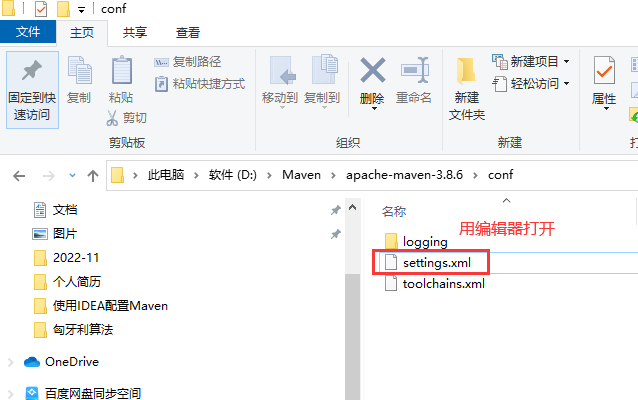 conf
文件 主页 共享 查看
固定到快速访问
复制
粘贴
复制路径
粘贴快捷方式
剪切
移动到
复制到
删除
重命名
新建文件夹
新建项目
轻松访问
属性
剪贴板 组织 新建 打
此电脑 软件 (D:) Maven apache-maven-3.8.6 conf
文档
图片
2022-11
个人简历
使用IDEA配置Maven
匈牙利算法
OneDrive
百度网盘同步空间
名称
用编辑器打开
logging
settings.xml
toolchains.xml